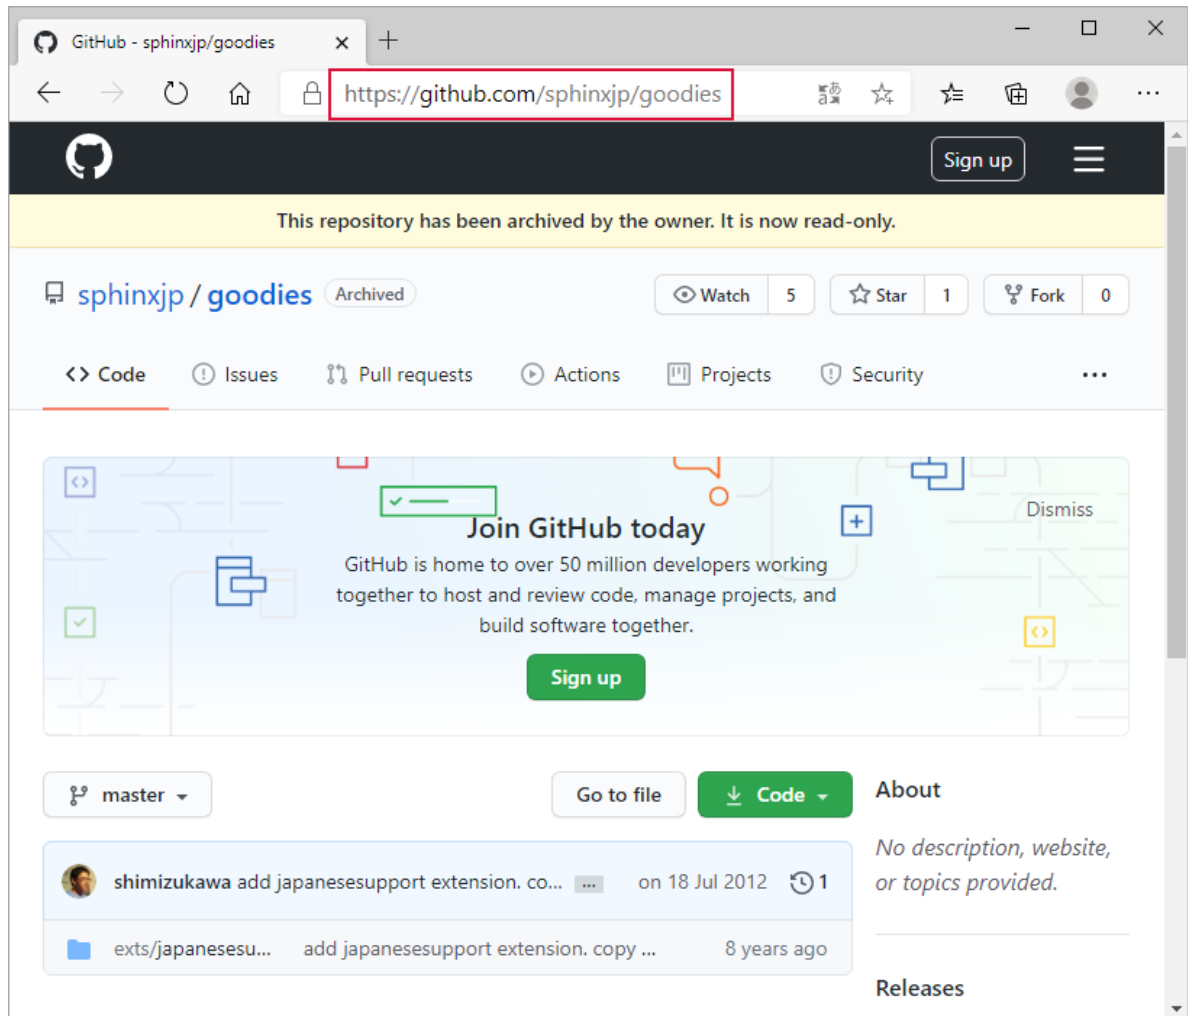 GitHub - sphinxjp/goodies
https://github.com/sphinxjp/goodies
Sign up
This repository has been archived by the owner. It is now read-only.
sphinxjp / goodies Archived
Watch 5 Star 1 Fork 0
Code Issues Pull requests Actions Projects Security ...
Join GitHub today
Dismiss
GitHub is home to over 50 million developers working
together to host and review code, manage projects, and
build software together.
Sign up
master Go to file Code
About
No description, website,
or topics provided.
shimizukawa add japanesesupport extension. co... ... on 18 Jul 2012 1
exts/japanesesu... add japanesesupport extension. copy ... 8 years ago
Releases